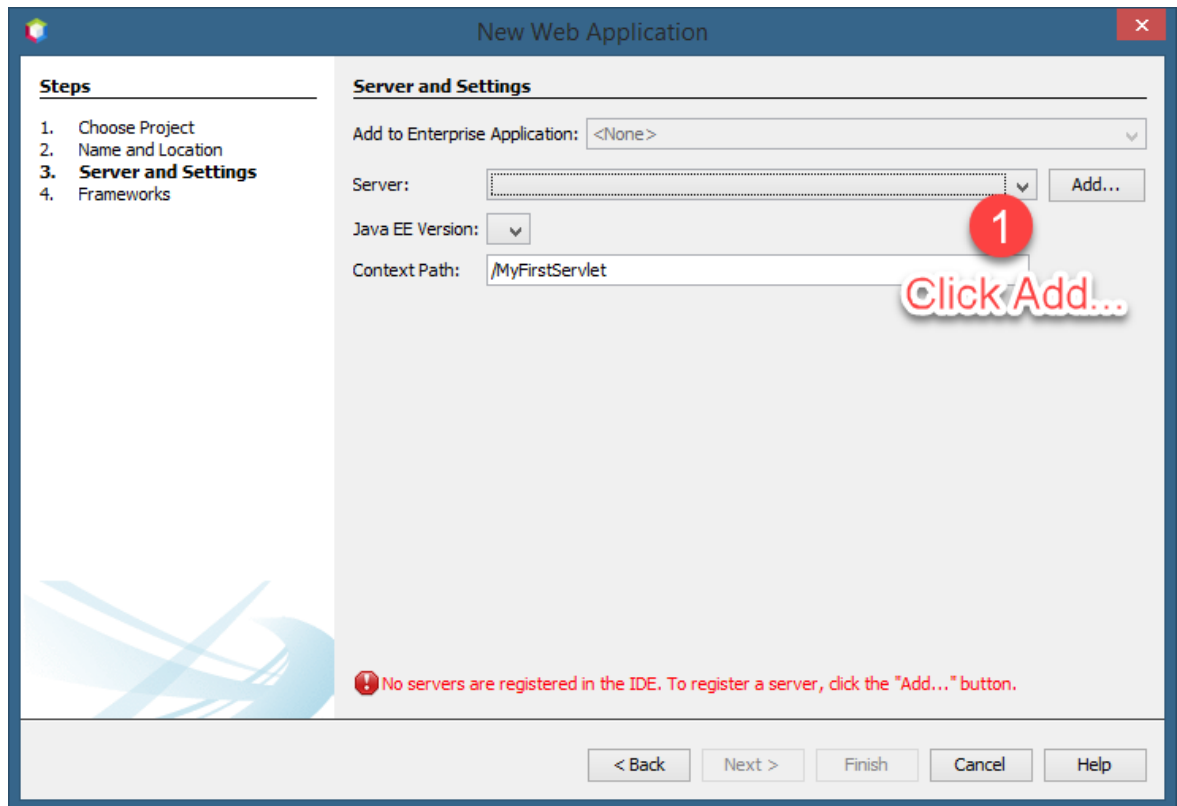 New Web Application
Steps
1. Choose Project
2. Name and Location
3. Server and Settings
4. Frameworks
Server and Settings
Add to Enterprise Application: <None>
Server: Add...
Java EE Version:
Context Path: /MyFirstServlet
1
Click Add...
No servers are registered in the IDE. To register a server, click the "Add..." button.
< Back Next > Finish Cancel Help